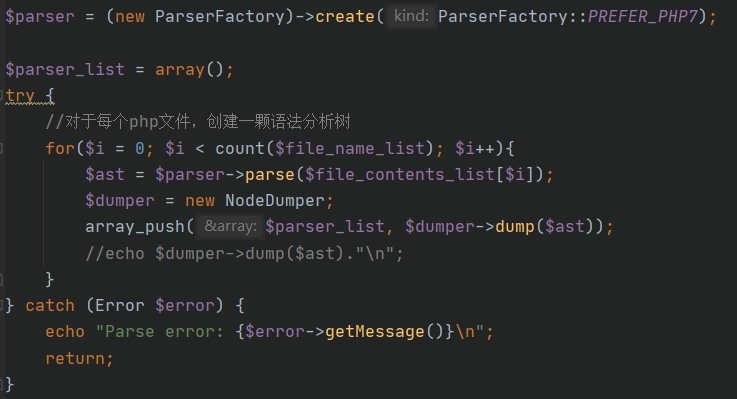 $parser = (new ParserFactory)->create( kind: ParserFactory::PREFER_PHP7);
$parser_list = array();
try {
//对于每个php文件，创建一颗语法分析树
for($i = 0; $i < count($file_name_list); $i++){
$ast = $parser->parse($file_contents_list[$i]);
$dumper = new NodeDumper;
array_push( &array: $parser_list, $dumper->dump($ast));
//echo $dumper->dump($ast)."\n";
}
} catch (Error $error) {
echo "Parse error: {$error->getMessage()}\n";
return;
}